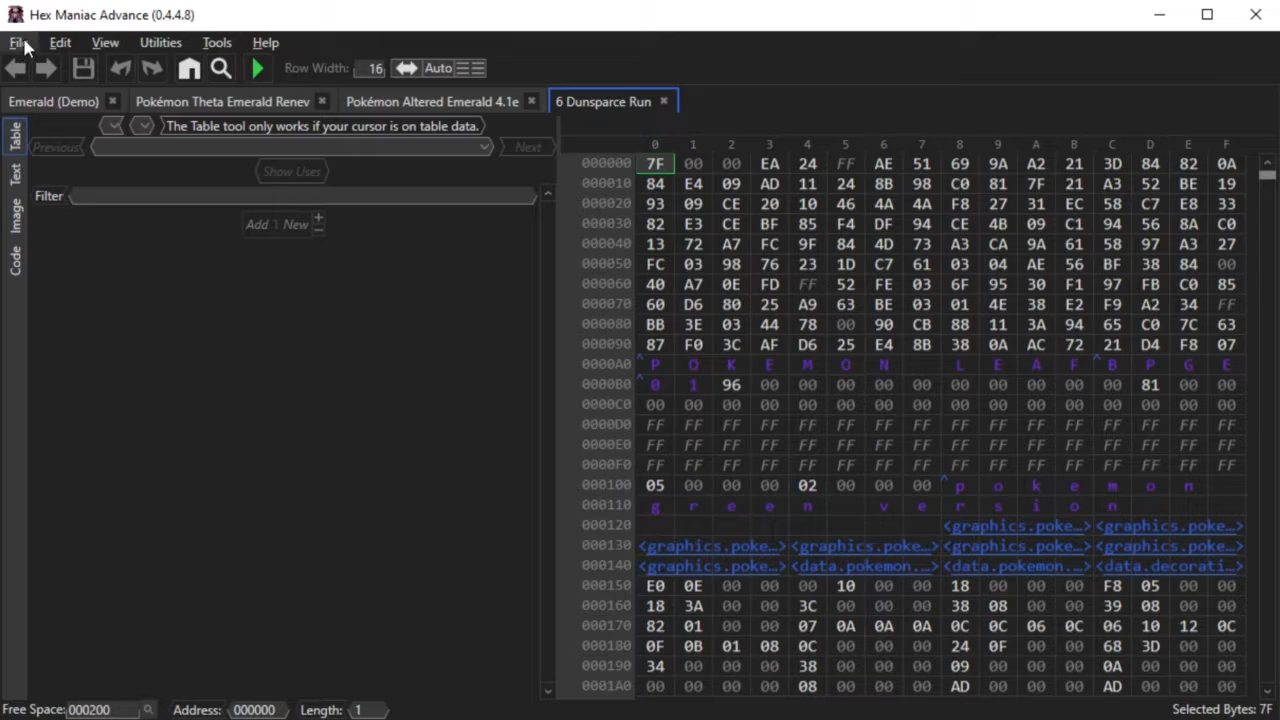 Hex Maniac Advance (0.4.4.8)
File Edit View Utilities Tools Help
Row Width: 16 Auto
Emerald (Demo) Pokémon Theta Emerald Renev Pokémon Altered Emerald 4.1e 6 Dunsparce Run
Table
Text
Image
Code
The Table tool only works if your cursor is on table data.
Previous Next
Show Uses
Filter
Add 1 New
0 1 2 3 4 5 6 7 8 9 A B C D E F
000000 7F 00 00 EA 24 FF AE 51 69 9A A2 21 3D 84 82 0A
000010 84 E4 09 AD 11 24 8B 98 C0 81 7F 21 A3 52 BE 19
000020 93 09 CE 20 10 46 4A 4A F8 27 31 EC 58 C7 E8 33
000030 82 E3 CE BF 85 F4 DF 94 CE 4B 09 C1 94 56 8A C0
000040 13 72 A7 FC 9F 84 4D 73 A3 CA 9A 61 58 97 A3 27
000050 FC 03 98 76 23 1D C7 61 03 04 AE 56 BF 38 84 00
000060 40 A7 0E FD FF 52 FE 03 6F 95 30 F1 97 FB C0 85
000070 60 D6 80 25 A9 63 BE 03 01 4E 38 E2 F9 A2 34 FF
000080 BB 3E 03 44 78 00 90 CB 88 11 3A 94 65 C0 7C 63
000090 87 F0 3C AF D6 25 E4 8B 38 0A AC 72 21 D4 F8 07
0000A0 ^P O K E M O N L E A F ^B P G E
0000B0 ^0 1 96 00 00 00 00 00 00 00 00 00 00 81 00 00
0000C0 00 00 00 00 00 00 00 00 00 00 00 00 00 00 00 00
0000D0 FF FF FF FF FF FF FF FF FF FF FF FF FF FF FF FF
0000E0 FF FF FF FF FF FF FF FF FF FF FF FF FF FF FF FF
0000F0 FF FF FF FF FF FF FF FF FF FF FF FF FF FF FF FF
000100 05 00 00 00 02 00 00 00 ^p o k e m o n
000110 g r e e n v e r s i o n
000120 <graphics.poke…> <graphics.poke…>
000130 <graphics.poke…> <graphics.poke…> <graphics.poke…> <graphics.poke…>
000140 <graphics.poke…> <data.pokemon.…> <data.pokemon.…> <data.decorati…>
000150 E0 0E 00 00 00 10 00 00 18 00 00 00 F8 05 00 00
000160 18 3A 00 00 3C 00 00 00 38 08 00 00 39 08 00 00
000170 82 01 00 00 07 0A 0A 0A 0C 0C 06 0C 06 10 12 0C
000180 0F 0B 01 08 0C 00 00 00 24 0F 00 00 68 3D 00 00
000190 34 00 00 00 38 00 00 00 09 00 00 00 0A 00 00 00
0001A0 00 00 00 00 08 00 00 00 AD 00 00 00 AD 00 00 00
Free Space: 000200 Address: 000000 Length: 1 Selected Bytes: 7F